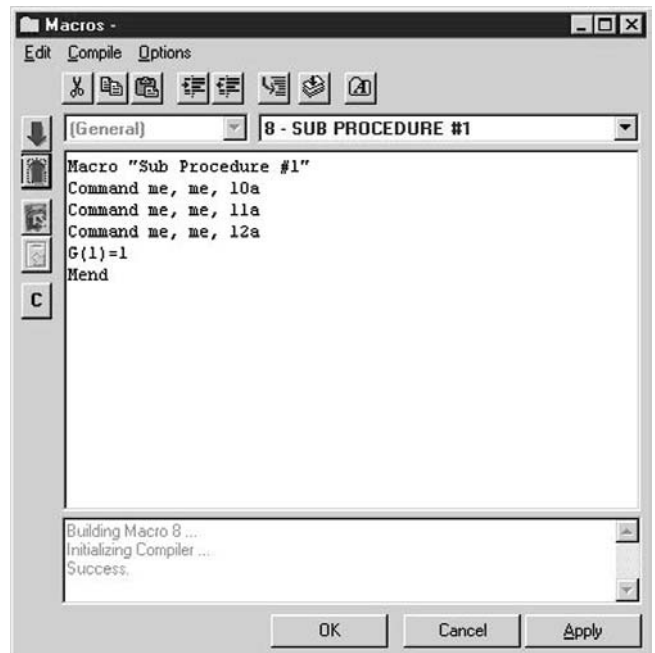 Macros -
Edit Compile Options
(General) 8 - SUB PROCEDURE #1
Macro "Sub Procedure #1"
Command me, me, 10a
Command me, me, 11a
Command me, me, 12a
G(1)=1
Mend
C
Building Macro 8 ...
Initializing Compiler ...
Success.
OK Cancel Apply